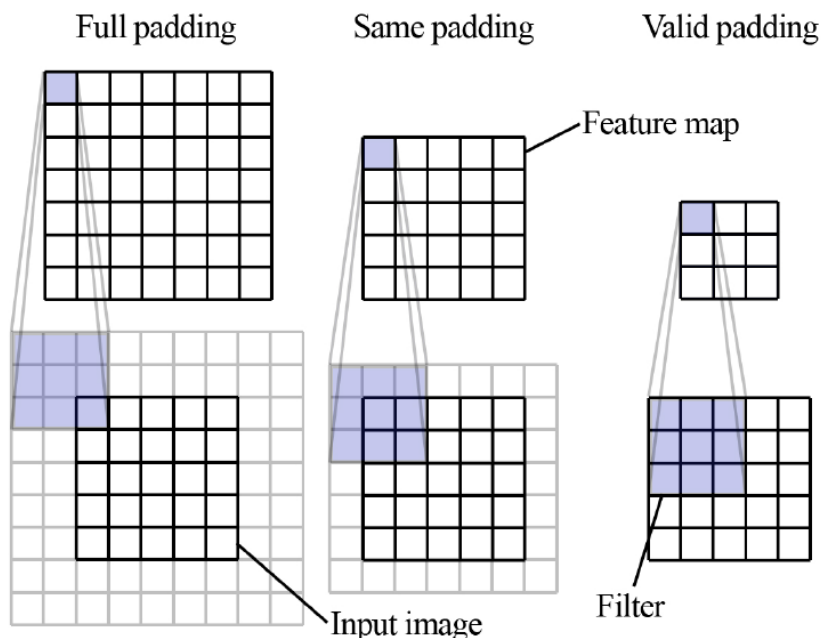 Full padding
Same padding
Valid padding
Feature map
Input image
Filter